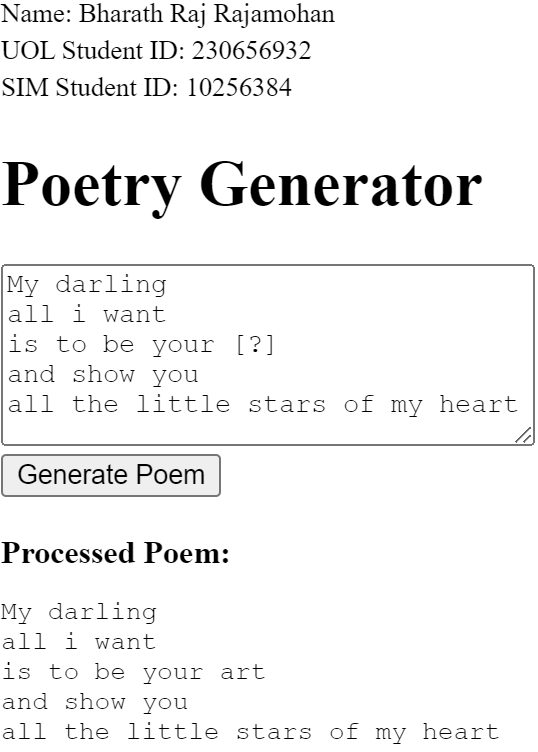 Name: Bharath Raj Rajamohan
UOL Student ID: 230656932
SIM Student ID: 10256384
Poetry Generator
My darling
all i want
is to be your [?]
and show you
all the little stars of my heart
Generate Poem
Processed Poem:
My darling
all i want
is to be your art
and show you
all the little stars of my heart